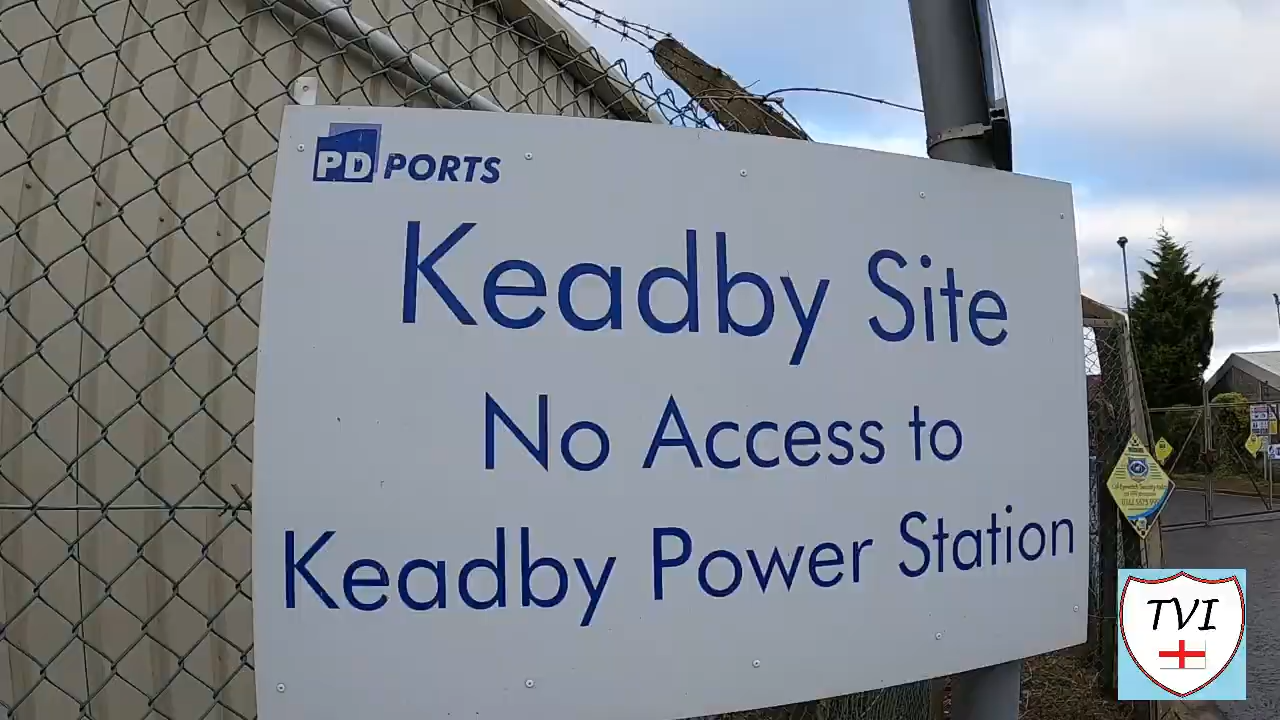 PD PORTS
Keadby Site
No Access to
Keadby Power Station
TVI